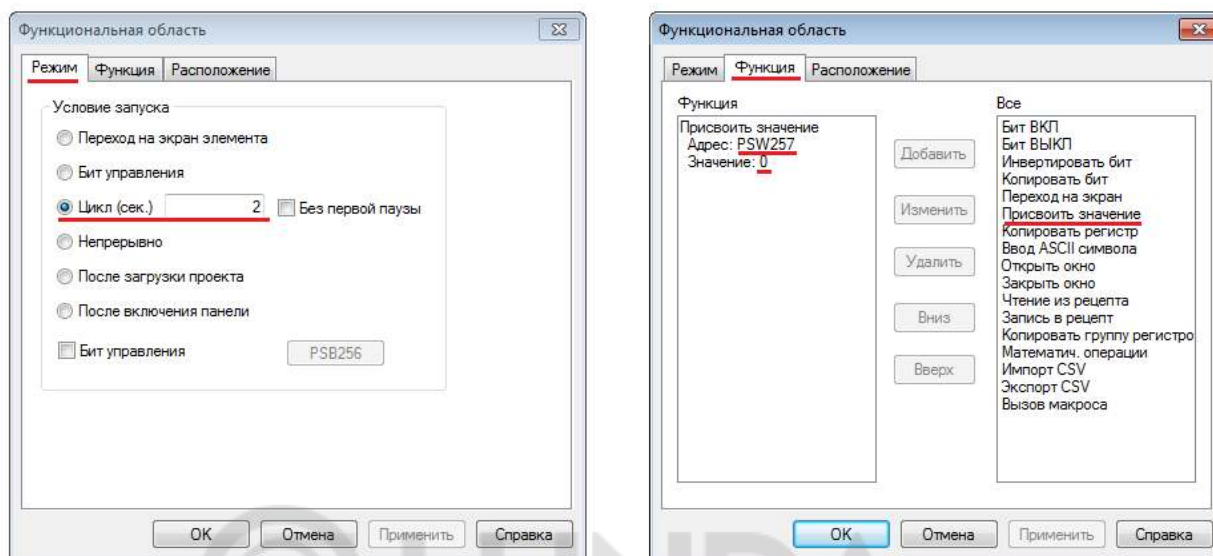 Функциональная область
Режим Функция Расположение
Условие запуска
Переход на экран элемента
Бит управления
Цикл (сек.) 2 Без первой паузы
Непрерывно
После загрузки проекта
После включения панели
Бит управления PSB256
OK Отмена Применить Справка
Функциональная область
Режим Функция Расположение
Функция
Присвоить значение
Адрес: PSW257
Значение: 0
Добавить
Изменить
Удалить
Вниз
Вверх
Все
Бит ВКЛ
Бит ВЫКЛ
Инвертировать бит
Копировать бит
Переход на экран
Присвоить значение
Копировать регистр
Ввод ASCII символа
Открыть окно
Закрыть окно
Чтение из рецепта
Запись в рецепт
Копировать группу регистро
Математич. операции
Импорт CSV
Экспорт CSV
Вызов макроса
OK Отмена Применить Справка